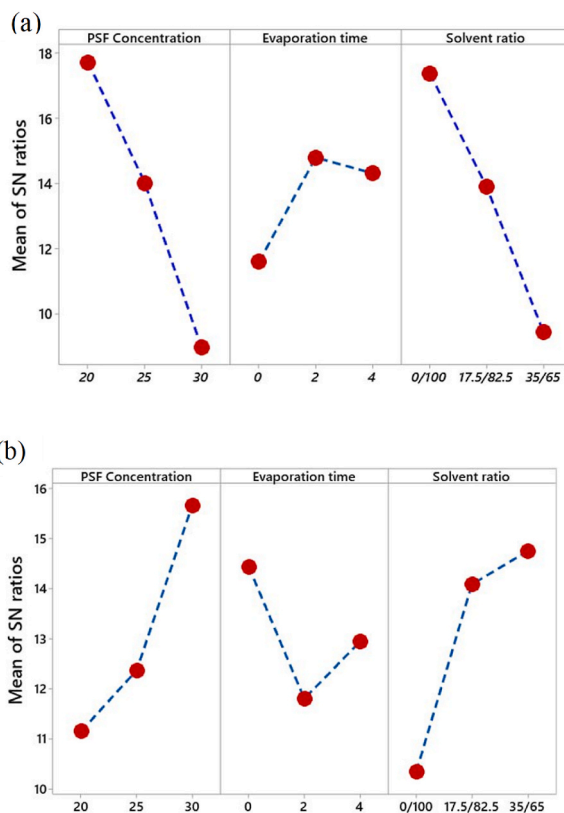 (a)
PSF Concentration Evaporation time Solvent ratio
18
16
14
12
10
Mean of SN ratios
20 25 30 0 2 4 0/100 17.5/82.5 35/65
(b)
PSF Concentration Evaporation time Solvent ratio
16
15
14
13
12
11
10
Mean of SN ratios
20 25 30 0 2 4 0/100 17.5/82.5 35/65